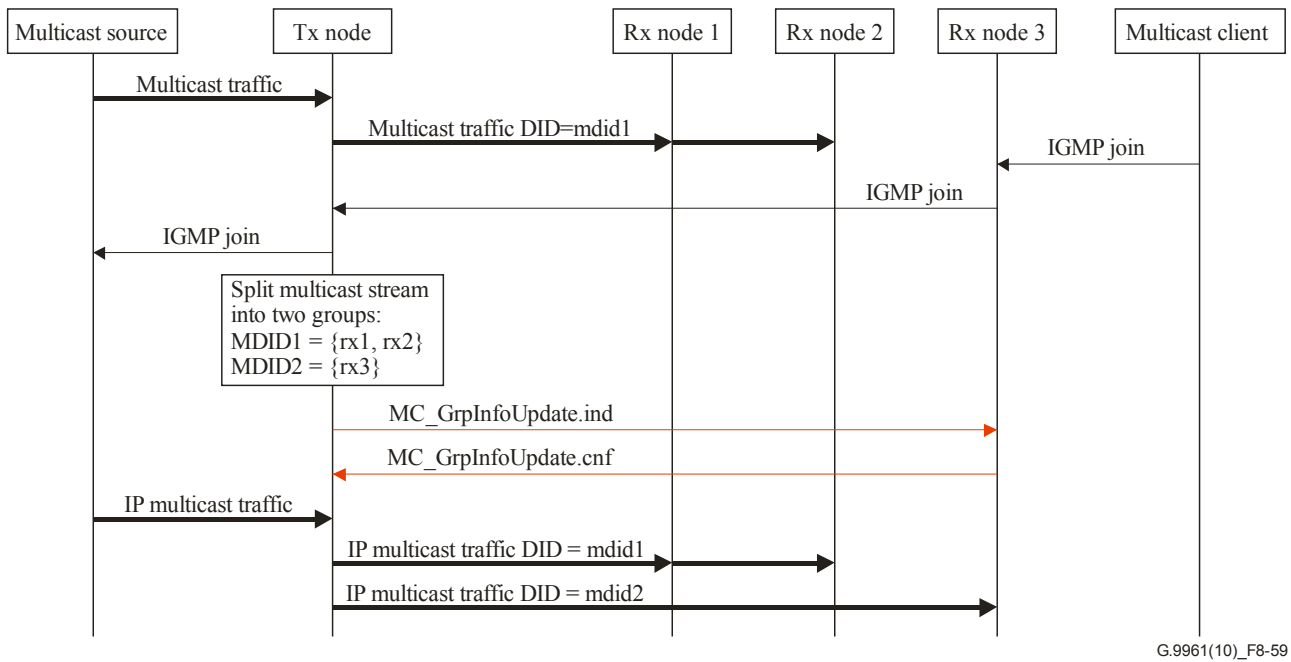 Multicast source
Tx node
Rx node 1
Rx node 2
Rx node 3
Multicast client
Multicast traffic
Multicast traffic DID=mdid1
IGMP join
IGMP join
IGMP join
Split multicast stream
into two groups:
MDID1 = {rx1, rx2}
MDID2 = {rx3}
MC_GrpInfoUpdate.ind
MC_GrpInfoUpdate.cnf
IP multicast traffic
IP multicast traffic DID = mdid1
IP multicast traffic DID = mdid2
G.9961(10)_F8-59